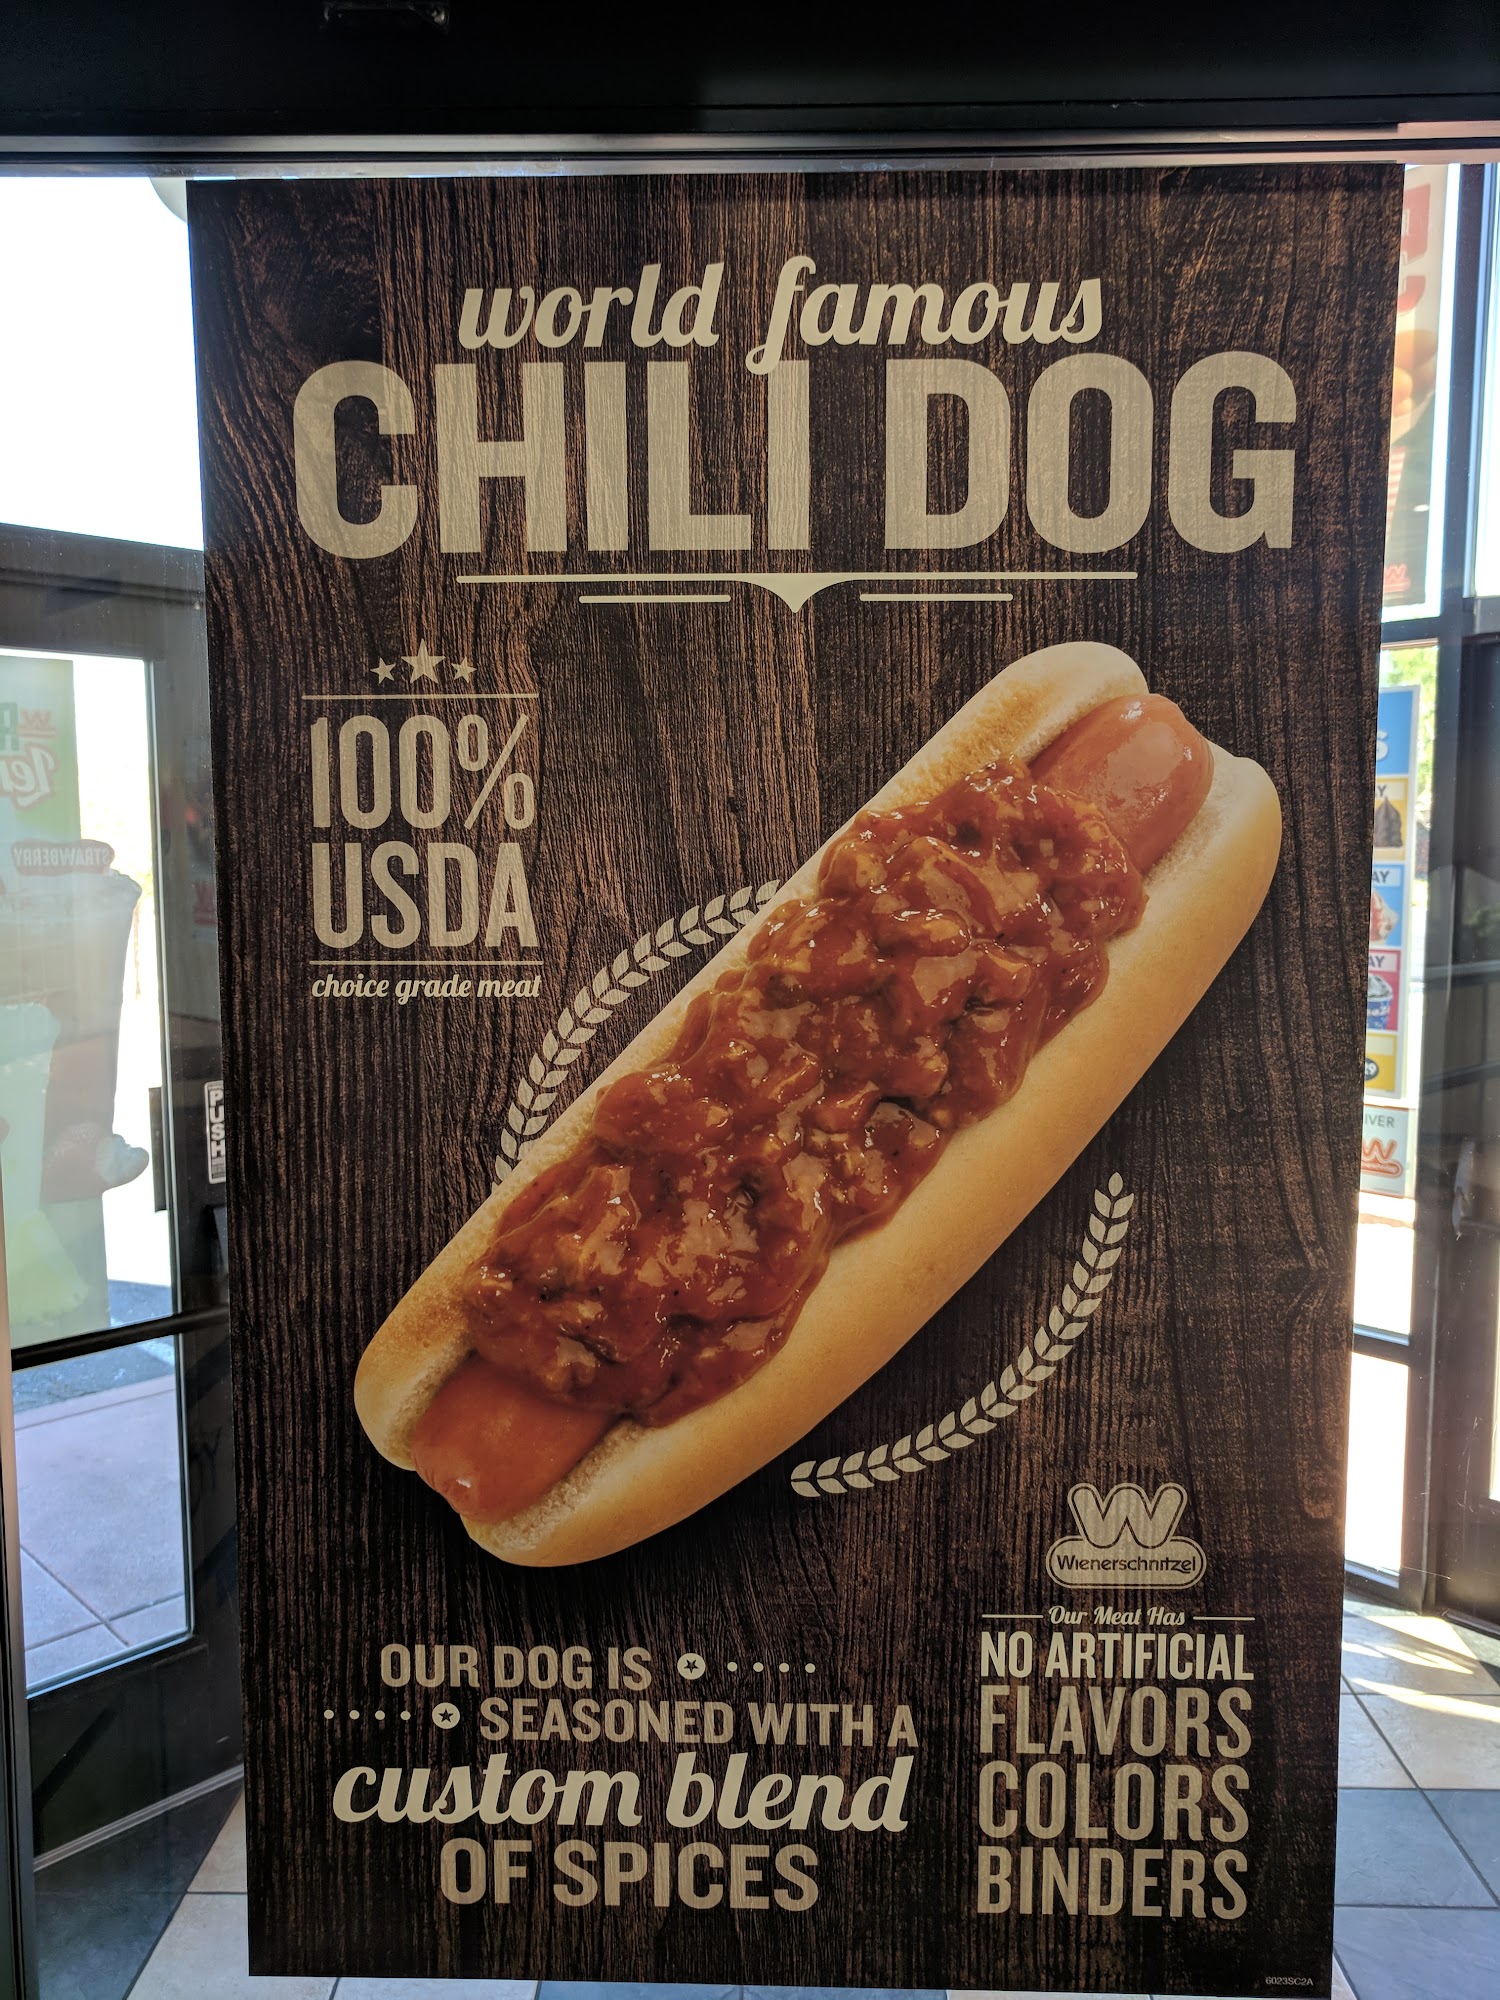 world famous
CHILI DOG
100%
USDA
choice grade meat
PUSH
STRAWBERRY
Wienerschnitzel
Our Meat Has
NO ARTIFICIAL
FLAVORS
COLORS
BINDERS
OUR DOG IS
SEASONED WITH A
custom blend
OF SPICES
6023SC2A